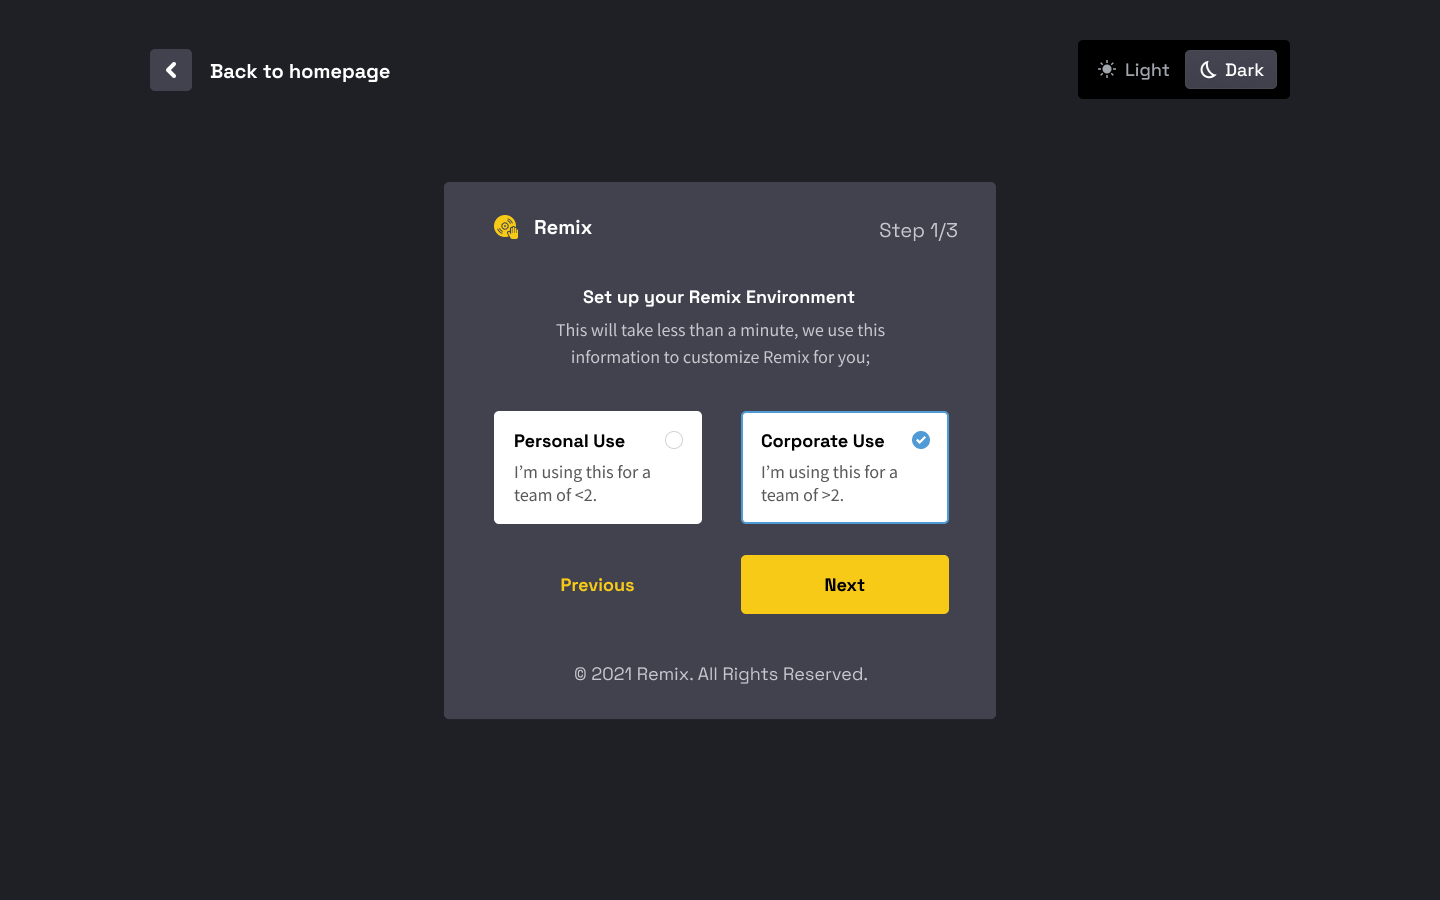 Back to homepage
Light
Dark
Remix
Step 1/3
Set up your Remix Environment
This will take less than a minute, we use this
information to customize Remix for you;
Personal Use
I’m using this for a
team of <2.
Corporate Use
I’m using this for a
team of >2.
Previous
Next
© 2021 Remix. All Rights Reserved.